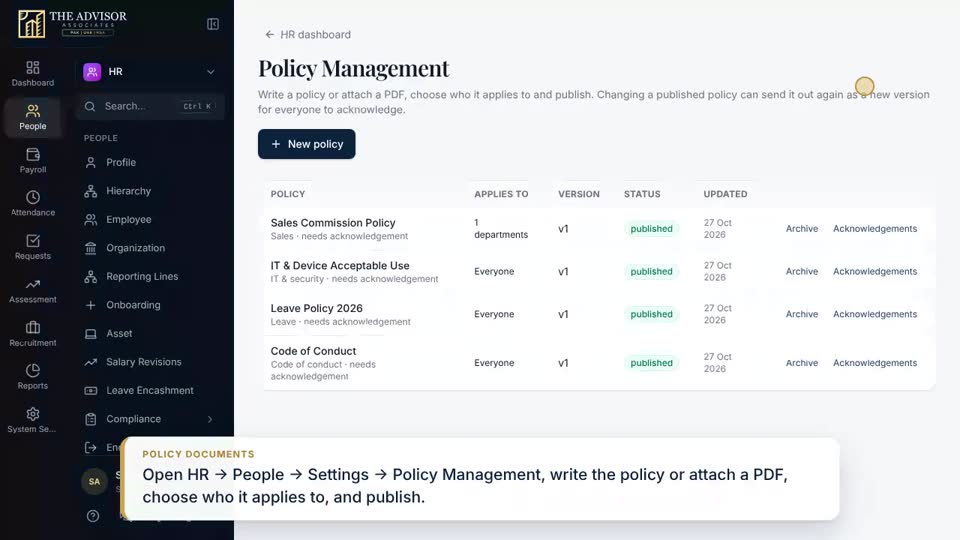 THE ADVISOR
ASSOCIATES
PAK | UAE | USA
Dashboard
People
Payroll
Attendance
Requests
Assessment
Recruitment
Reports
System Se...
HR
Search...
Ctrl K
PEOPLE
Profile
Hierarchy
Employee
Organization
Reporting Lines
Onboarding
Asset
Salary Revisions
Leave Encashment
Compliance
SA
← HR dashboard
Policy Management
Write a policy or attach a PDF, choose who it applies to and publish. Changing a published policy can send it out again as a new version
for everyone to acknowledge.
+ New policy
POLICY APPLIES TO VERSION STATUS UPDATED
Sales Commission Policy
Sales · needs acknowledgement
1
departments
v1
published
27 Oct
2026
Archive Acknowledgements
IT & Device Acceptable Use
IT & security · needs acknowledgement
Everyone
v1
published
27 Oct
2026
Archive Acknowledgements
Leave Policy 2026
Leave · needs acknowledgement
Everyone
v1
published
27 Oct
2026
Archive Acknowledgements
Code of Conduct
Code of conduct · needs
acknowledgement
Everyone
v1
published
27 Oct
2026
Archive Acknowledgements
POLICY DOCUMENTS
Open HR → People → Settings → Policy Management, write the policy or attach a PDF,
choose who it applies to, and publish.